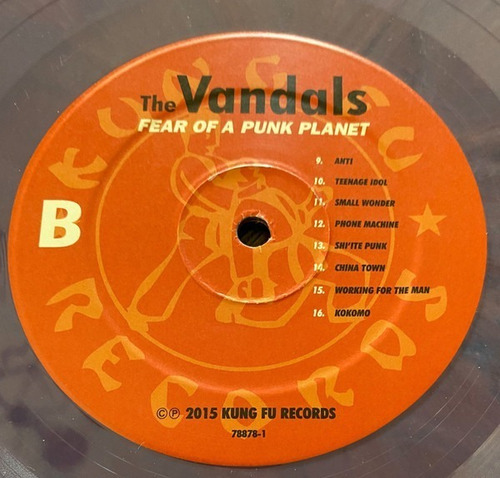 The Vandals
FEAR OF A PUNK PLANET
B
9. ANTI
10. TEENAGE IDOL
11. SMALL WONDER
12. PHONE MACHINE
13. SHI'ITE PUNK
14. CHINA TOWN
15. WORKING FOR THE MAN
16. KOKOMO
KUNG FU
RECORDS
© ℗ 2015 KUNG FU RECORDS
78878-1